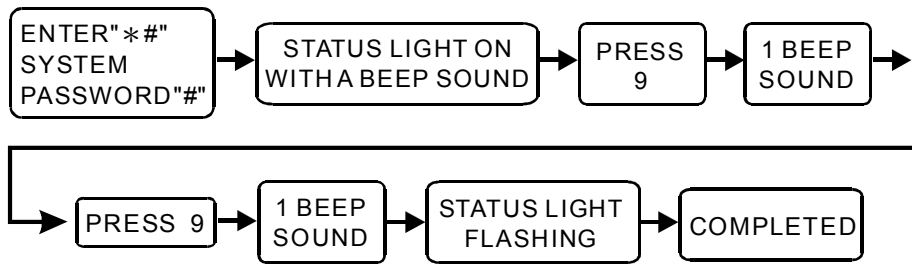 ENTER"*#"
SYSTEM
PASSWORD"#"
STATUS LIGHT ON
WITH A BEEP SOUND
PRESS
9
1 BEEP
SOUND
PRESS 9
1 BEEP
SOUND
STATUS LIGHT
FLASHING
COMPLETED